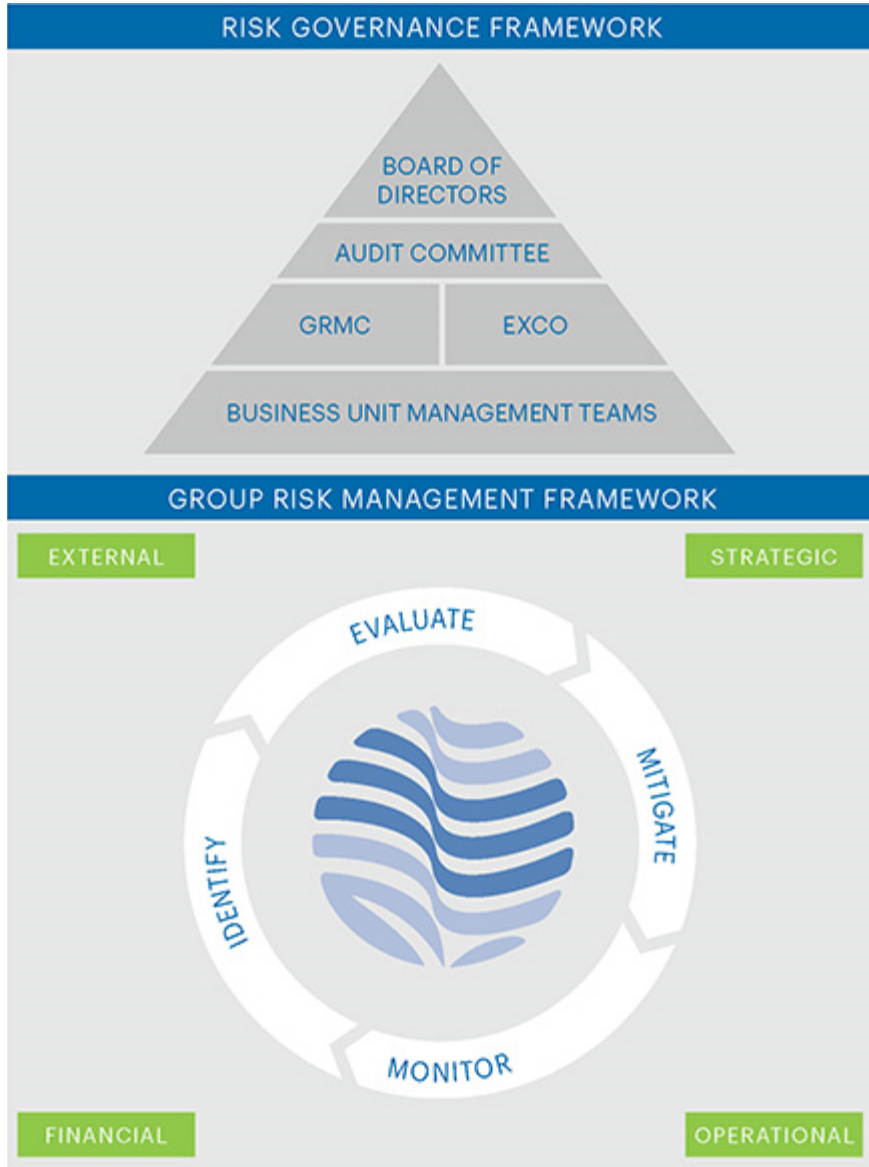 RISK GOVERNANCE FRAMEWORK
BOARD OF
DIRECTORS
AUDIT COMMITTEE
GRMC
EXCO
BUSINESS UNIT MANAGEMENT TEAMS
GROUP RISK MANAGEMENT FRAMEWORK
EXTERNAL
STRATEGIC
EVALUATE
MITIGATE
IDENTIFY
MONITOR
FINANCIAL
OPERATIONAL